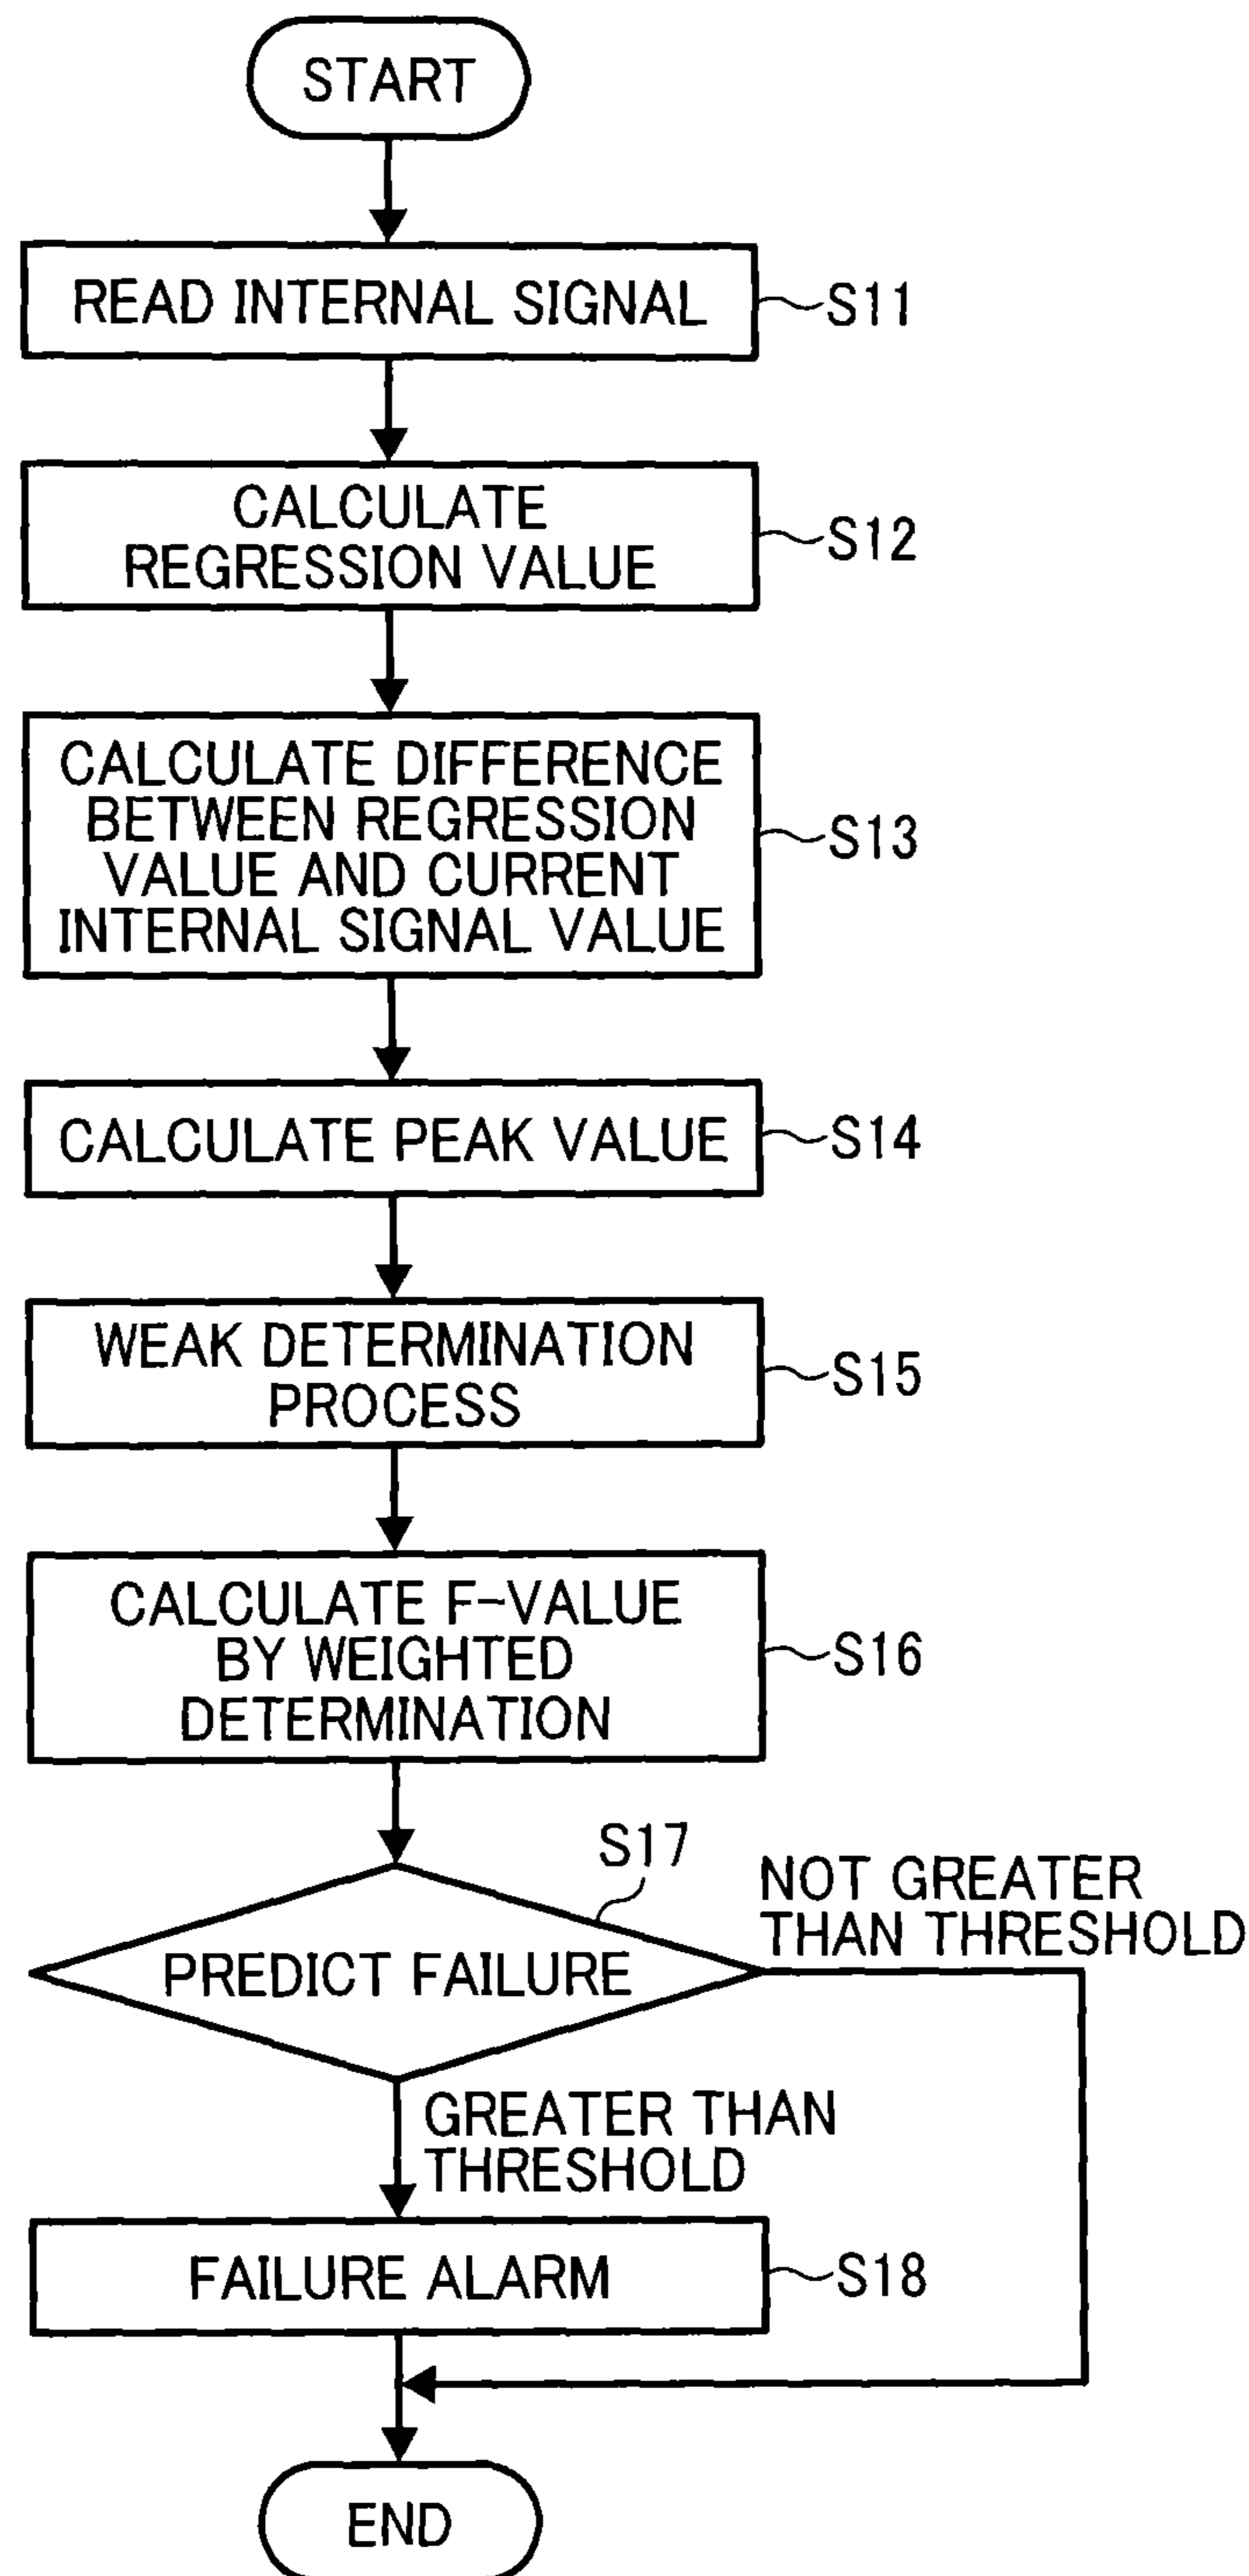 START
READ INTERNAL SIGNAL
S11
CALCULATE
REGRESSION VALUE
S12
CALCULATE DIFFERENCE
BETWEEN REGRESSION
VALUE AND CURRENT
INTERNAL SIGNAL VALUE
S13
CALCULATE PEAK VALUE
S14
WEAK DETERMINATION
PROCESS
S15
CALCULATE F-VALUE
BY WEIGHTED
DETERMINATION
S16
S17
PREDICT FAILURE
NOT GREATER
THAN THRESHOLD
GREATER THAN
THRESHOLD
FAILURE ALARM
S18
END